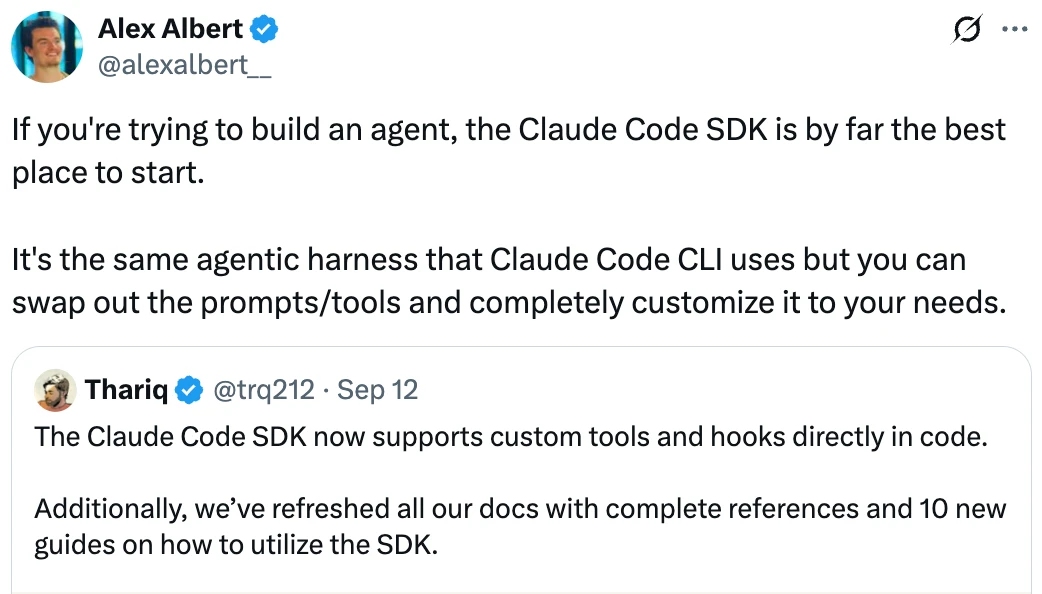 Alex Albert
@alexalbert__
If you're trying to build an agent, the Claude Code SDK is by far the best
place to start.
It's the same agentic harness that Claude Code CLI uses but you can
swap out the prompts/tools and completely customize it to your needs.
Thariq @trq212 · Sep 12
The Claude Code SDK now supports custom tools and hooks directly in code.
Additionally, we’ve refreshed all our docs with complete references and 10 new
guides on how to utilize the SDK.